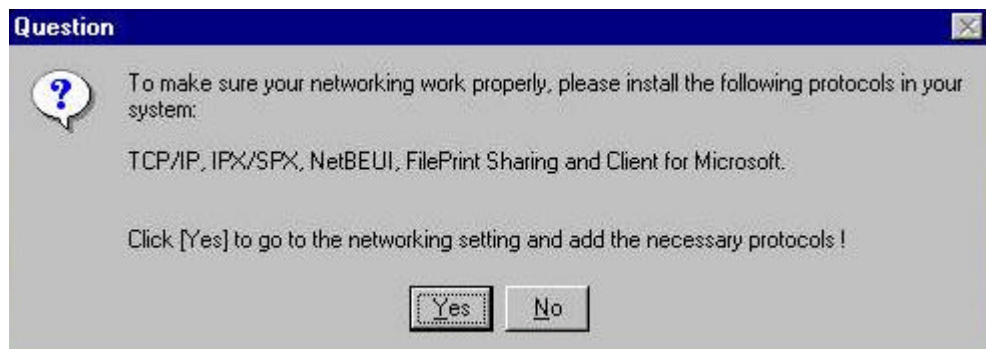 Question
To make sure your networking work properly, please install the following protocols in your
system:
TCP/IP, IPX/SPX, NetBEUI, FilePrint Sharing and Client for Microsoft.
Click [Yes] to go to the networking setting and add the necessary protocols !
Yes No